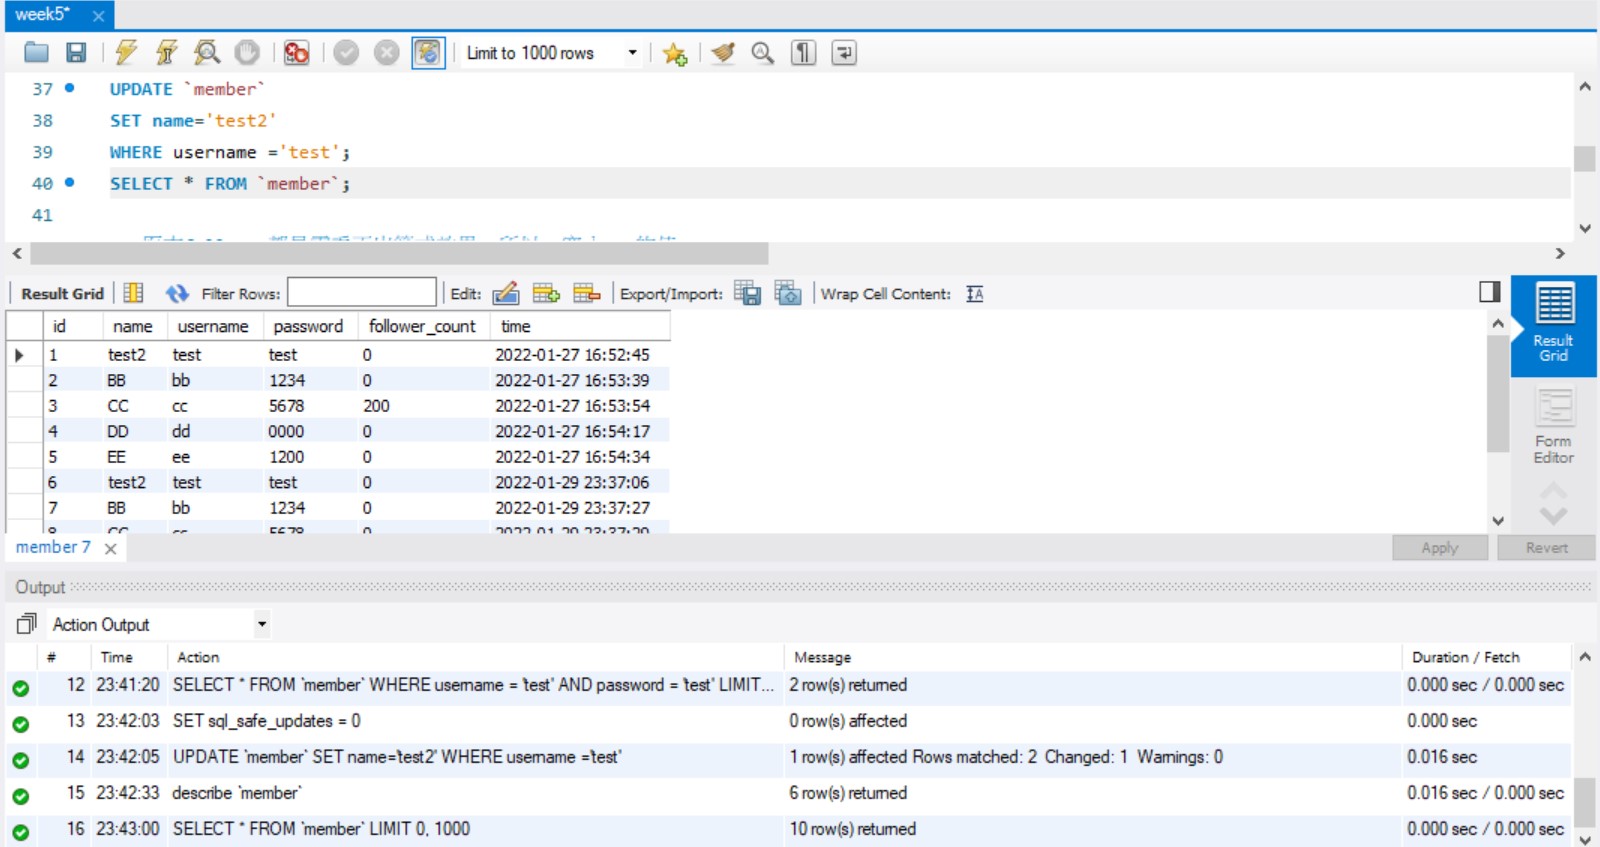 week5*
Limit to 1000 rows
37 UPDATE `member`
38 SET name='test2'
39 WHERE username ='test';
40 SELECT * FROM `member`;
41
Result Grid Filter Rows: Edit: Export/Import: Wrap Cell Content:
id name username password follower_count time
1 test2 test test 0 2022-01-27 16:52:45
2 BB bb 1234 0 2022-01-27 16:53:39
3 CC cc 5678 200 2022-01-27 16:53:54
4 DD dd 0000 0 2022-01-27 16:54:17
5 EE ee 1200 0 2022-01-27 16:54:34
6 test2 test test 0 2022-01-29 23:37:06
7 BB bb 1234 0 2022-01-29 23:37:27
8 CC cc 5678 0
Result
Grid
Form
Editor
member 7
Apply Revert
Output
Action Output
# Time Action Message Duration / Fetch
12 23:41:20 SELECT * FROM `member` WHERE username = 'test' AND password = 'test' LIMIT... 2 row(s) returned 0.000 sec / 0.000 sec
13 23:42:03 SET sql_safe_updates = 0 0 row(s) affected 0.000 sec
14 23:42:05 UPDATE `member` SET name='test2' WHERE username ='test' 1 row(s) affected Rows matched: 2 Changed: 1 Warnings: 0 0.016 sec
15 23:42:33 describe `member` 6 row(s) returned 0.016 sec / 0.000 sec
16 23:43:00 SELECT * FROM `member` LIMIT 0, 1000 10 row(s) returned 0.000 sec / 0.000 sec